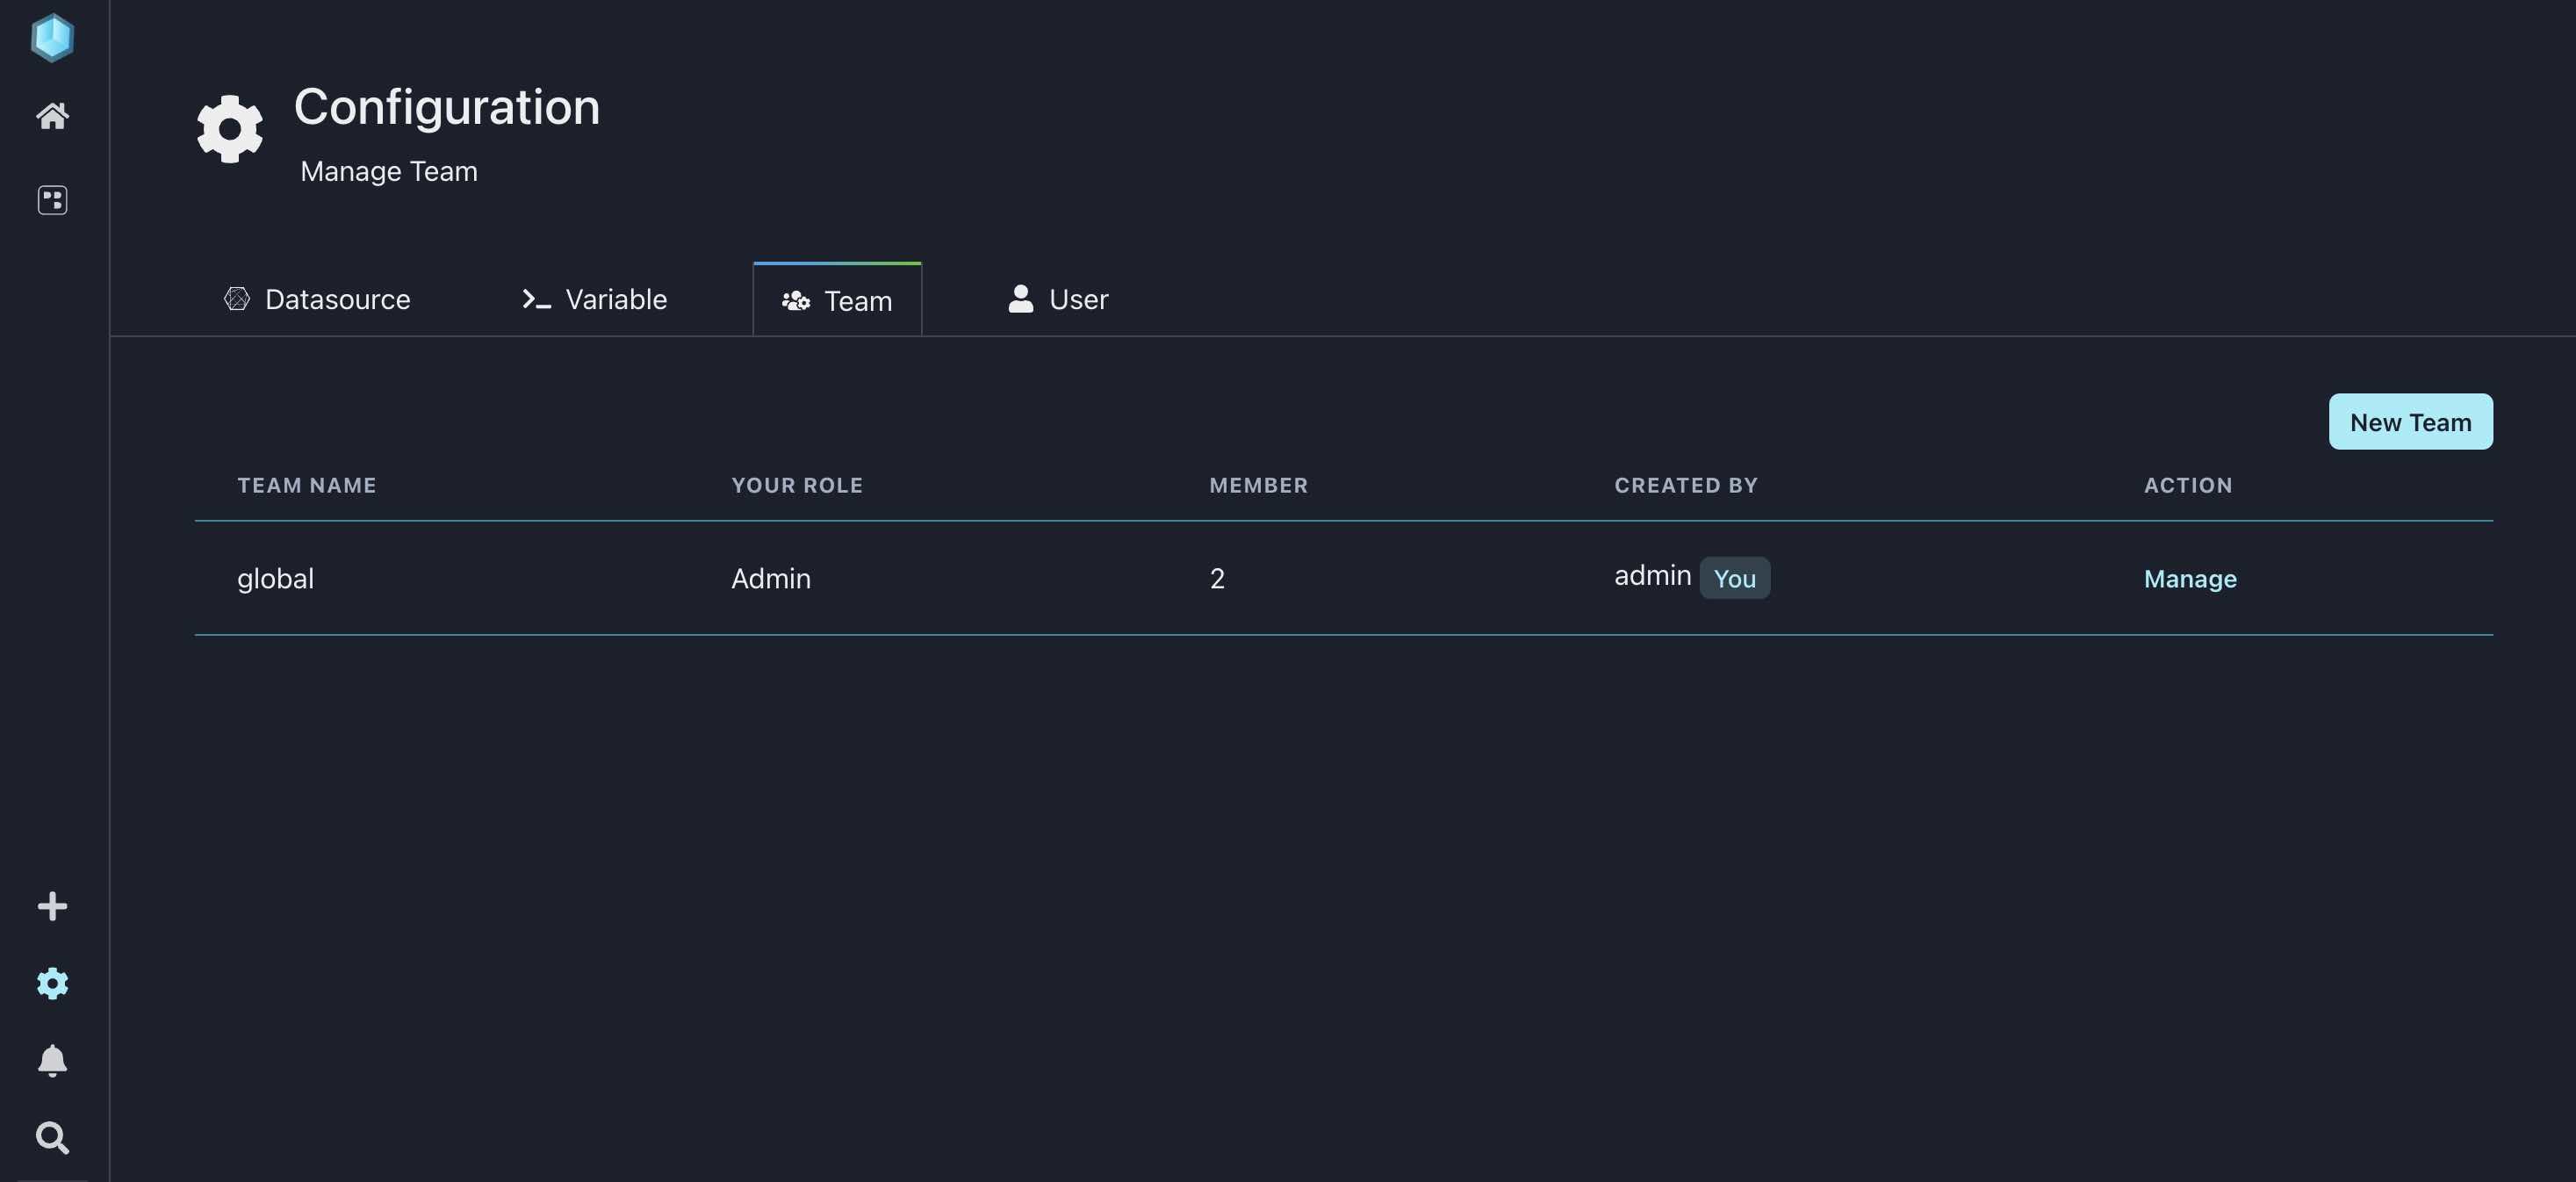 Configuration
Manage Team
Datasource Variable Team User
New Team
TEAM NAME YOUR ROLE MEMBER CREATED BY ACTION
global Admin 2 admin You Manage